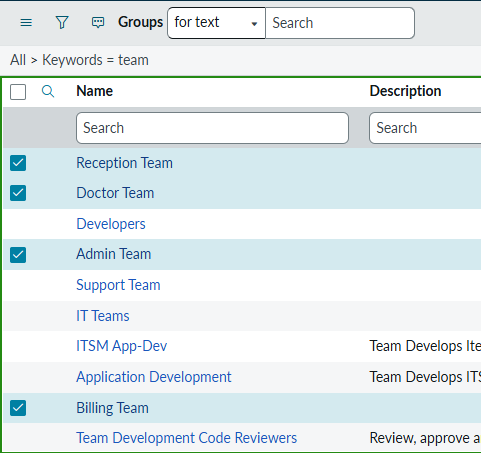 Groups for text Search
All > Keywords = team
Name Description
Search Search
Reception Team
Doctor Team
Developers
Admin Team
Support Team
IT Teams
ITSM App-Dev Team Develops Ite
Application Development Team Develops ITS
Billing Team
Team Development Code Reviewers Review, approve a